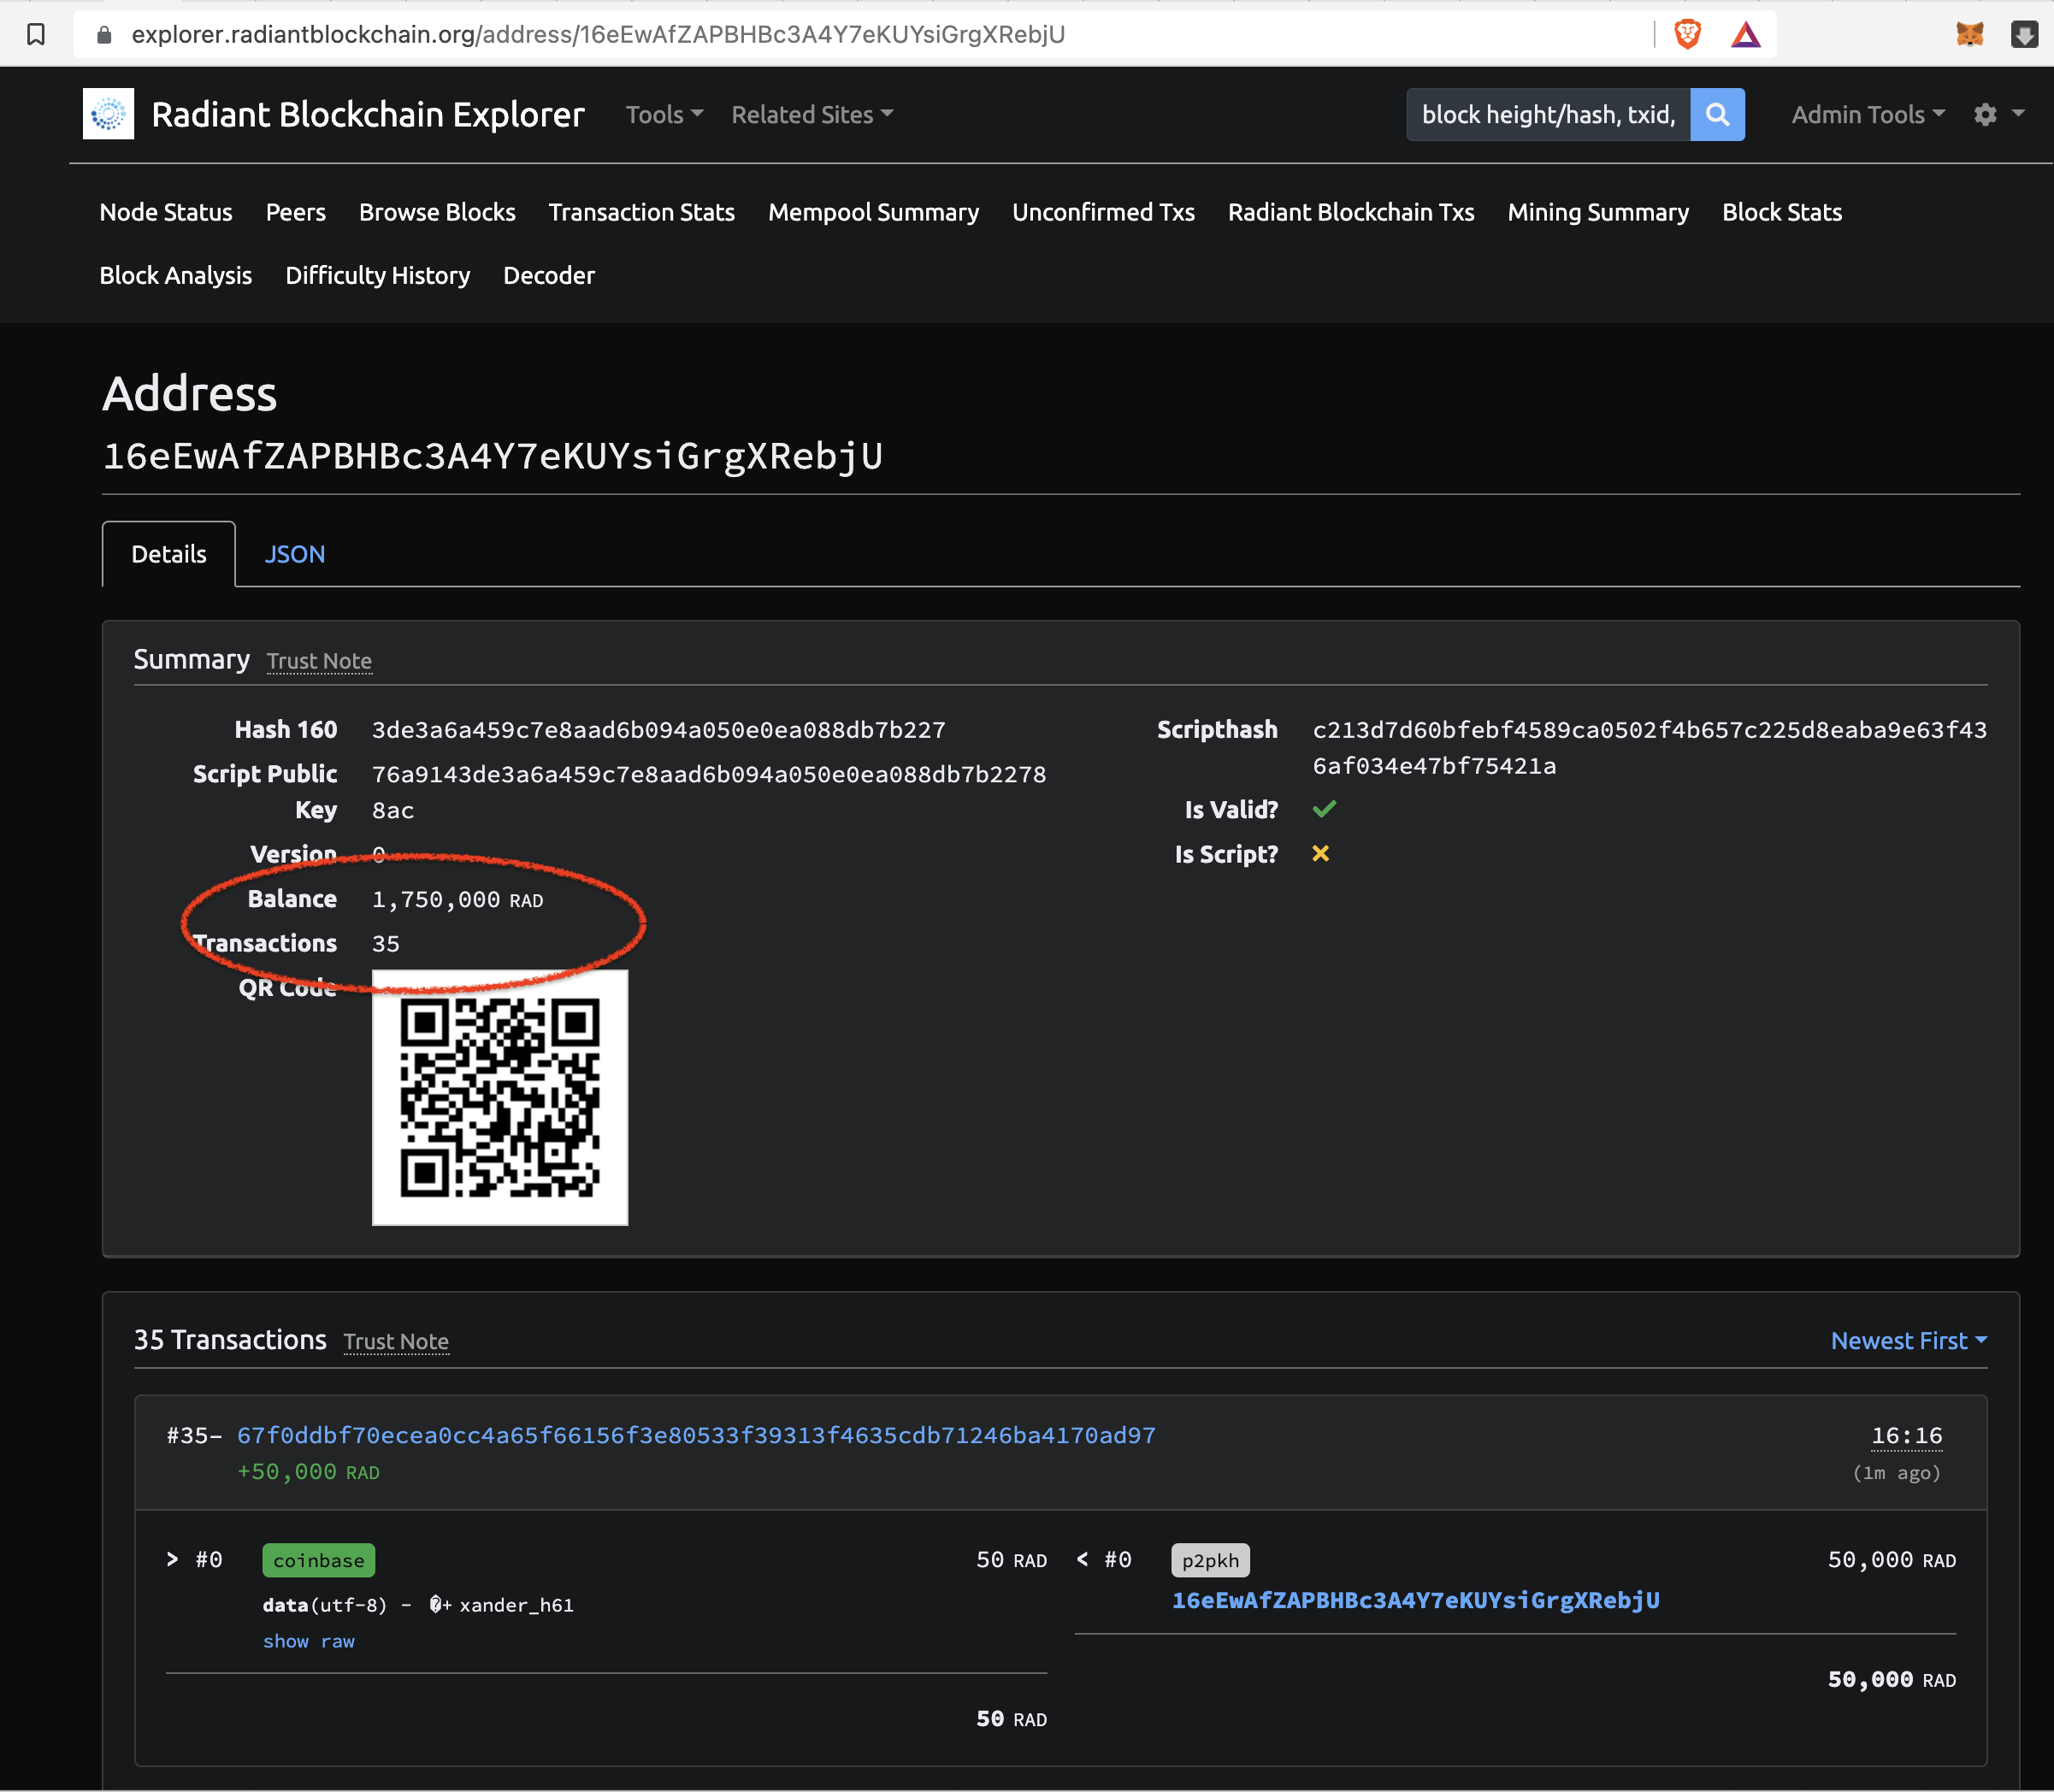 explorer.radiantblockchain.org/address/16eEwAfZAPBHBc3A4Y7eKUYsiGrgXRebjU
Radiant Blockchain Explorer Tools Related Sites block height/hash, txid, Admin Tools
Node Status Peers Browse Blocks Transaction Stats Mempool Summary Unconfirmed Txs Radiant Blockchain Txs Mining Summary Block Stats
Block Analysis Difficulty History Decoder
Address
16eEwAfZAPBHBc3A4Y7eKUYsiGrgXRebjU
Details JSON
Summary Trust Note
Hash 160 3de3a6a459c7e8aad6b094a050e0ea088db7b227
Script Public Key 76a9143de3a6a459c7e8aad6b094a050e0ea088db7b2278
8ac
Version 0
Balance 1,750,000 RAD
Transactions 35
QR Code
Scripthash c213d7d60bfebf4589ca0502f4b657c225d8eaba9e63f43
6af034e47bf75421a
Is Valid?
Is Script?
35 Transactions Trust Note Newest First
#35– 67f0ddbf70ecea0cc4a65f66156f3e80533f39313f4635cdb71246ba4170ad97 16:16
+50,000 RAD (1m ago)
> #0 coinbase 50 RAD
data(utf-8) - �+ xander_h61
show raw
50 RAD
< #0 p2pkh 50,000 RAD
16eEwAfZAPBHBc3A4Y7eKUYsiGrgXRebjU
50,000 RAD